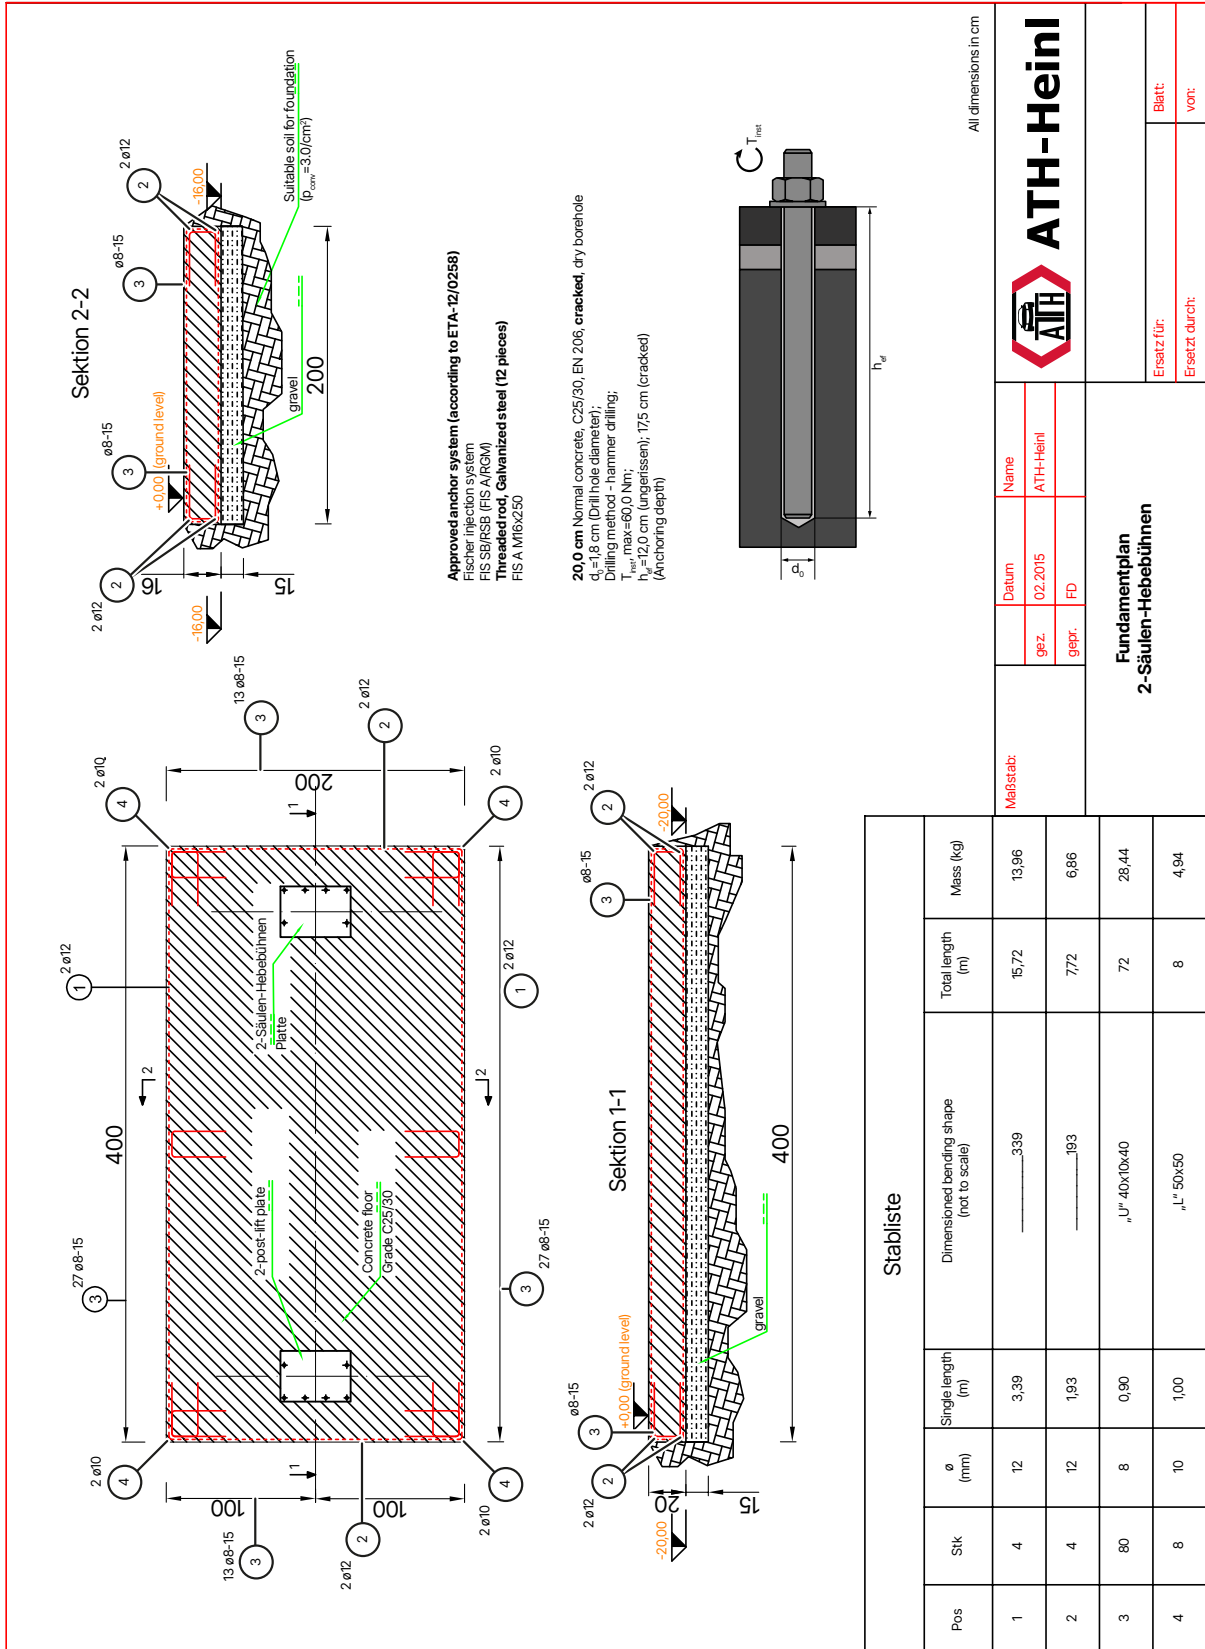 13 ø8-15
3
2 ø12
2
2 ø10
4
2 ø10
4
100
100
1
1
27 ø8-15
3
400
2 ø12
1
2-post-lift plate
Concrete floor
Grade C25/30
2-Säulen-Hebebühnen
Platte
2
2
27 ø8-15
3
2 ø12
1
2 ø10
4
2 ø10
4
200
13 ø8-15
3
2 ø12
2
Sektion 2-2
2 ø12
2
ø8-15
3
ø8-15
3
2 ø12
2
+0,00 (ground level)
-16,00
-16,00
16
15
gravel
200
Suitable soil for foundation
(pconv =3.0/cm²)
Sektion 1-1
2 ø12
2
ø8-15
3
ø8-15
3
2 ø12
2
+0,00 (ground level)
-20,00
-20,00
20
15
gravel
400
Approved anchor system (according to ETA-12/0258)
Fischer injection system
FIS SB/RSB (FIS A/RGM)
Threaded rod, Galvanized steel (12 pieces)
FIS A M16x250
20,0 cm Normal concrete, C25/30, EN 206, cracked, dry borehole
d0=1,8 cm (Drill hole diameter);
Drilling method - hammer drilling;
Tinst, max=60,0 Nm;
hef=12,0 cm (ungerissen); 17,5 cm (cracked)
(Anchoring depth)
Tinst
d0
hef
All dimensions in cm
Stabliste
Pos Stk ø (mm) Single length (m) Dimensioned bending shape (not to scale) Total length (m) Mass (kg)
1 4 12 3,39 339 15,72 13,96
2 4 12 1,93 193 7,72 6,86
3 80 8 0,90 „U“ 40x10x40 72 28,44
4 8 10 1,00 „L“ 50x50 8 4,94
Maßstab:
Datum Name
gez. 02.2015 ATH-Heinl
gepr. FD
Fundamentplan
2-Säulen-Hebebühnen
ATH
ATH-Heinl
Ersatz für:
Ersetzt durch:
Blatt:
von: